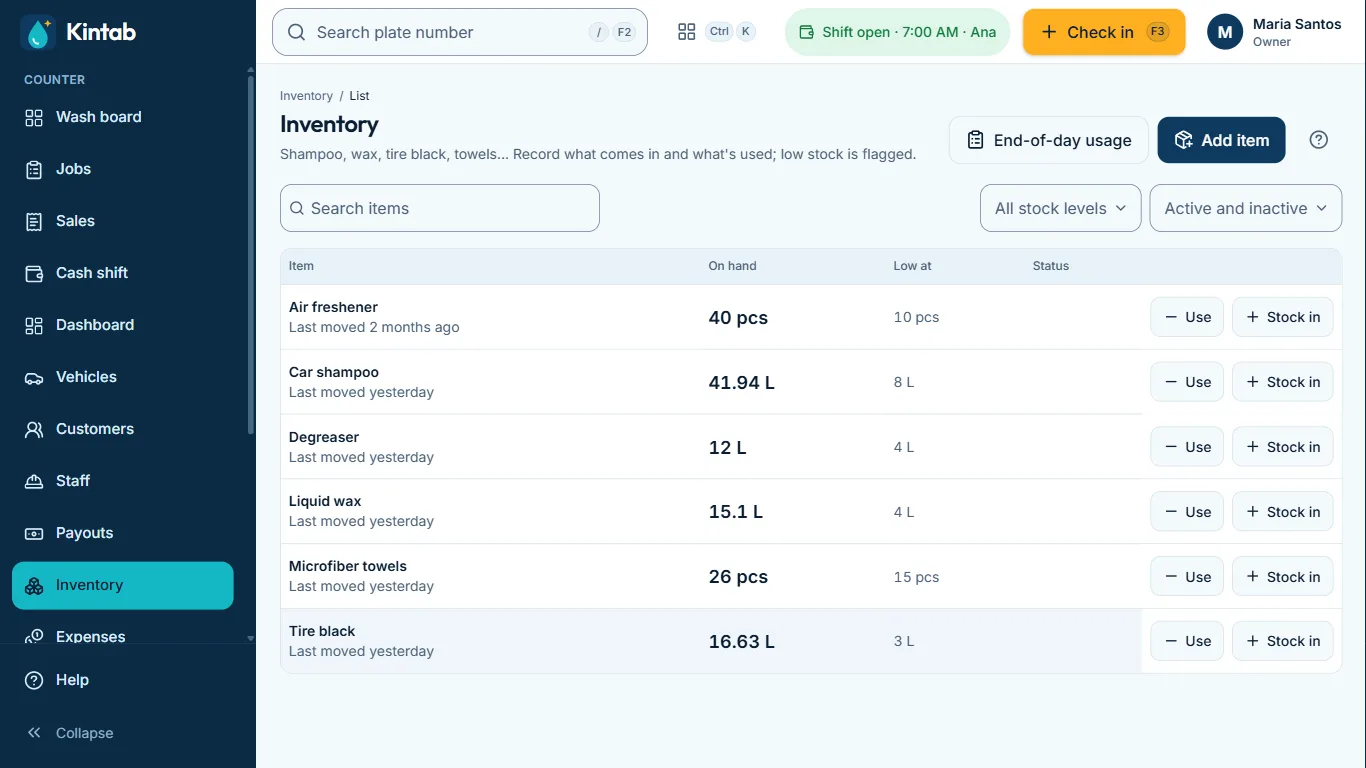 Kintab
COUNTER
Wash board
Jobs
Sales
Cash shift
Dashboard
Vehicles
Customers
Staff
Payouts
Inventory
Expenses
Help
Collapse
Search plate number / F2
Ctrl K
Shift open · 7:00 AM · Ana
+ Check in F3
M
Maria Santos
Owner
Inventory / List
Inventory
Shampoo, wax, tire black, towels... Record what comes in and what's used; low stock is flagged.
End-of-day usage
Add item
Search items
All stock levels
Active and inactive
Item On hand Low at Status
Air freshener
Last moved 2 months ago
40 pcs 10 pcs — Use + Stock in
Car shampoo
Last moved yesterday
41.94 L 8 L — Use + Stock in
Degreaser
Last moved yesterday
12 L 4 L — Use + Stock in
Liquid wax
Last moved yesterday
15.1 L 4 L — Use + Stock in
Microfiber towels
Last moved yesterday
26 pcs 15 pcs — Use + Stock in
Tire black
Last moved yesterday
16.63 L 3 L — Use + Stock in